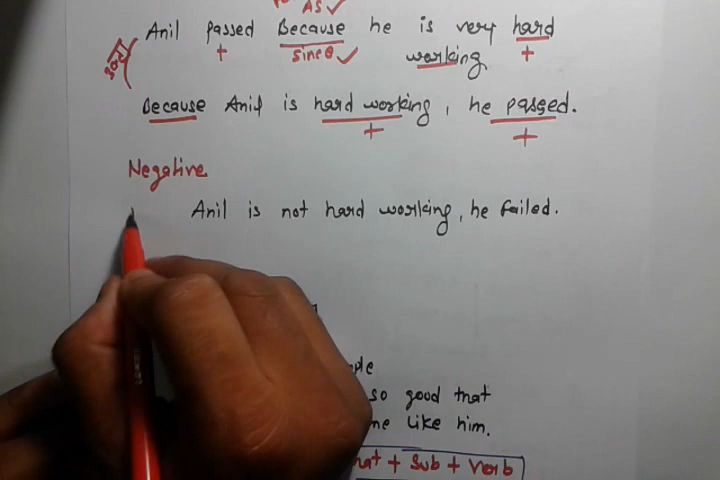 AS ✓
Anil passed Because he is very hard
+ since ✓ working +
Because Anil is hard working, he passed.
+ +
Negative
Anil is not hard working, he failed.
so good that
like him.
+ Sub + Verb